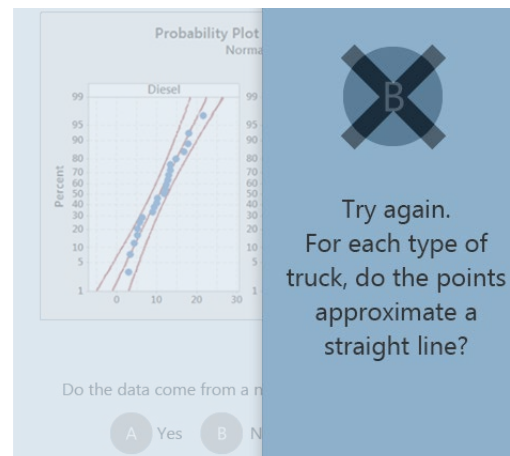 Probability Plot
Norma
Diesel
Percent
99
95
90
80
70
60
50
40
30
20
10
5
1
0 10 20 30
99
95
90
80
70
60
50
40
30
20
10
5
1
Do the data come from a n
A Yes B N
B
Try again.
For each type of
truck, do the points
approximate a
straight line?